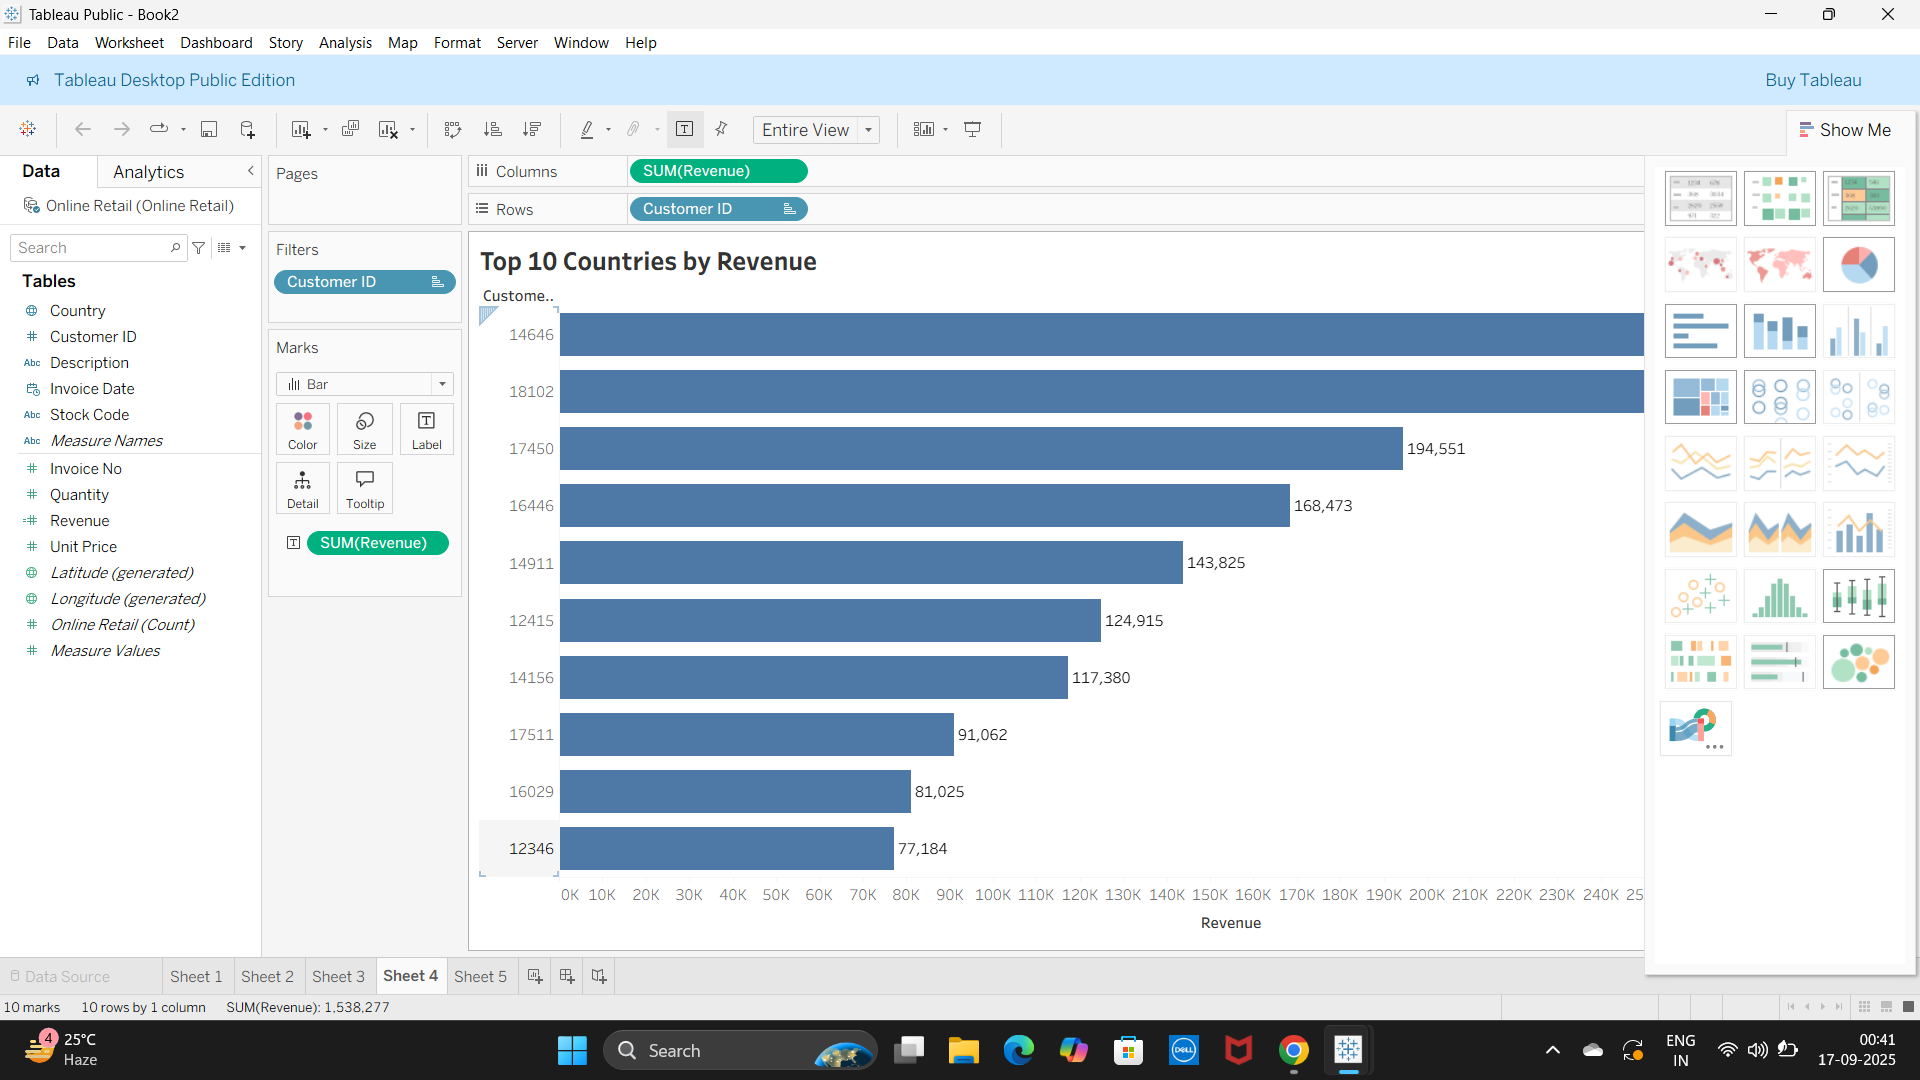 Tableau Public - Book2
File Data Worksheet Dashboard Story Analysis Map Format Server Window Help
Tableau Desktop Public Edition
Buy Tableau
Entire View
Show Me
Data
Analytics
Online Retail (Online Retail)
Search
Tables
Country
Customer ID
Abc Description
Invoice Date
Abc Stock Code
Abc Measure Names
Invoice No
Quantity
Revenue
Unit Price
Latitude (generated)
Longitude (generated)
Online Retail (Count)
Measure Values
Pages
Filters
Customer ID
Marks
Bar
Color
Size
Label
Detail
Tooltip
SUM(Revenue)
Columns
SUM(Revenue)
Rows
Customer ID
Top 10 Countries by Revenue
Custome..
14646
18102
17450 194,551
16446 168,473
14911 143,825
12415 124,915
14156 117,380
17511 91,062
16029 81,025
12346 77,184
0K 10K 20K 30K 40K 50K 60K 70K 80K 90K 100K 110K 120K 130K 140K 150K 160K 170K 180K 190K 200K 210K 220K 230K 240K 25
Revenue
Data Source
Sheet 1
Sheet 2
Sheet 3
Sheet 4
Sheet 5
10 marks 10 rows by 1 column SUM(Revenue): 1,538,277
4
25°C
Haze
Search
DELL
ENG
IN
00:41
17-09-2025